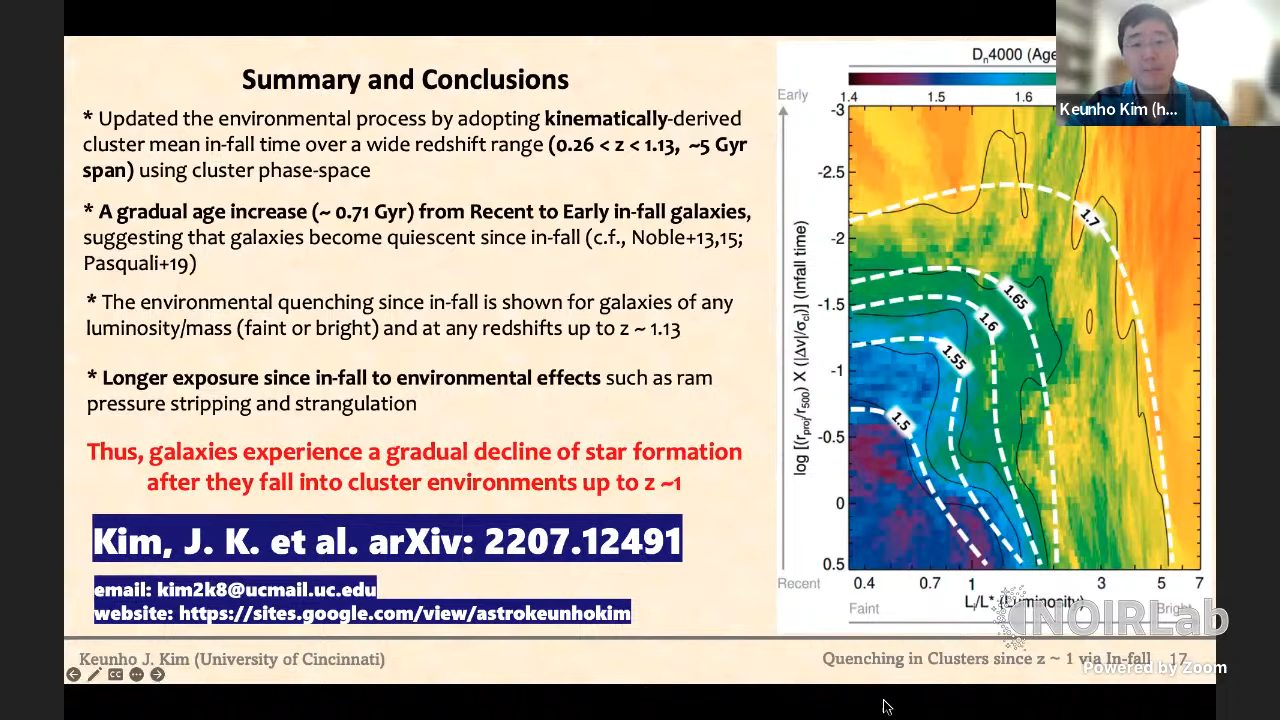 Summary and Conclusions
* Updated the environmental process by adopting kinematically-derived
cluster mean in-fall time over a wide redshift range (0.26 < z < 1.13, ~5 Gyr
span) using cluster phase-space
* A gradual age increase (~ 0.71 Gyr) from Recent to Early in-fall galaxies,
suggesting that galaxies become quiescent since in-fall (c.f., Noble+13,15;
Pasquali+19)
* The environmental quenching since in-fall is shown for galaxies of any
luminosity/mass (faint or bright) and at any redshifts up to z ~ 1.13
* Longer exposure since in-fall to environmental effects such as ram
pressure stripping and strangulation
Thus, galaxies experience a gradual decline of star formation
after they fall into cluster environments up to z ~1
Kim, J. K. et al. arXiv: 2207.12491
email: kim2k8@ucmail.uc.edu
website: https://sites.google.com/view/astrokeunhokim
Dn4000 (Age
1.4 1.5 1.6
Early
-3
-2.5
-2
-1.5
-1
-0.5
0
0.5
log [(rproj/r500) X (|Δv|/σcl)] (Infall time)
1.7
1.65
1.6
1.55
1.5
Recent
0.4 0.7 1 3 5 7
Faint
L/L* (Luminosity)
Bright
Keunho Kim (h...
NOIRLab
Keunho J. Kim (University of Cincinnati)
Quenching in Clusters since z ~ 1 via In-fall 17
Powered by Zoom
CC